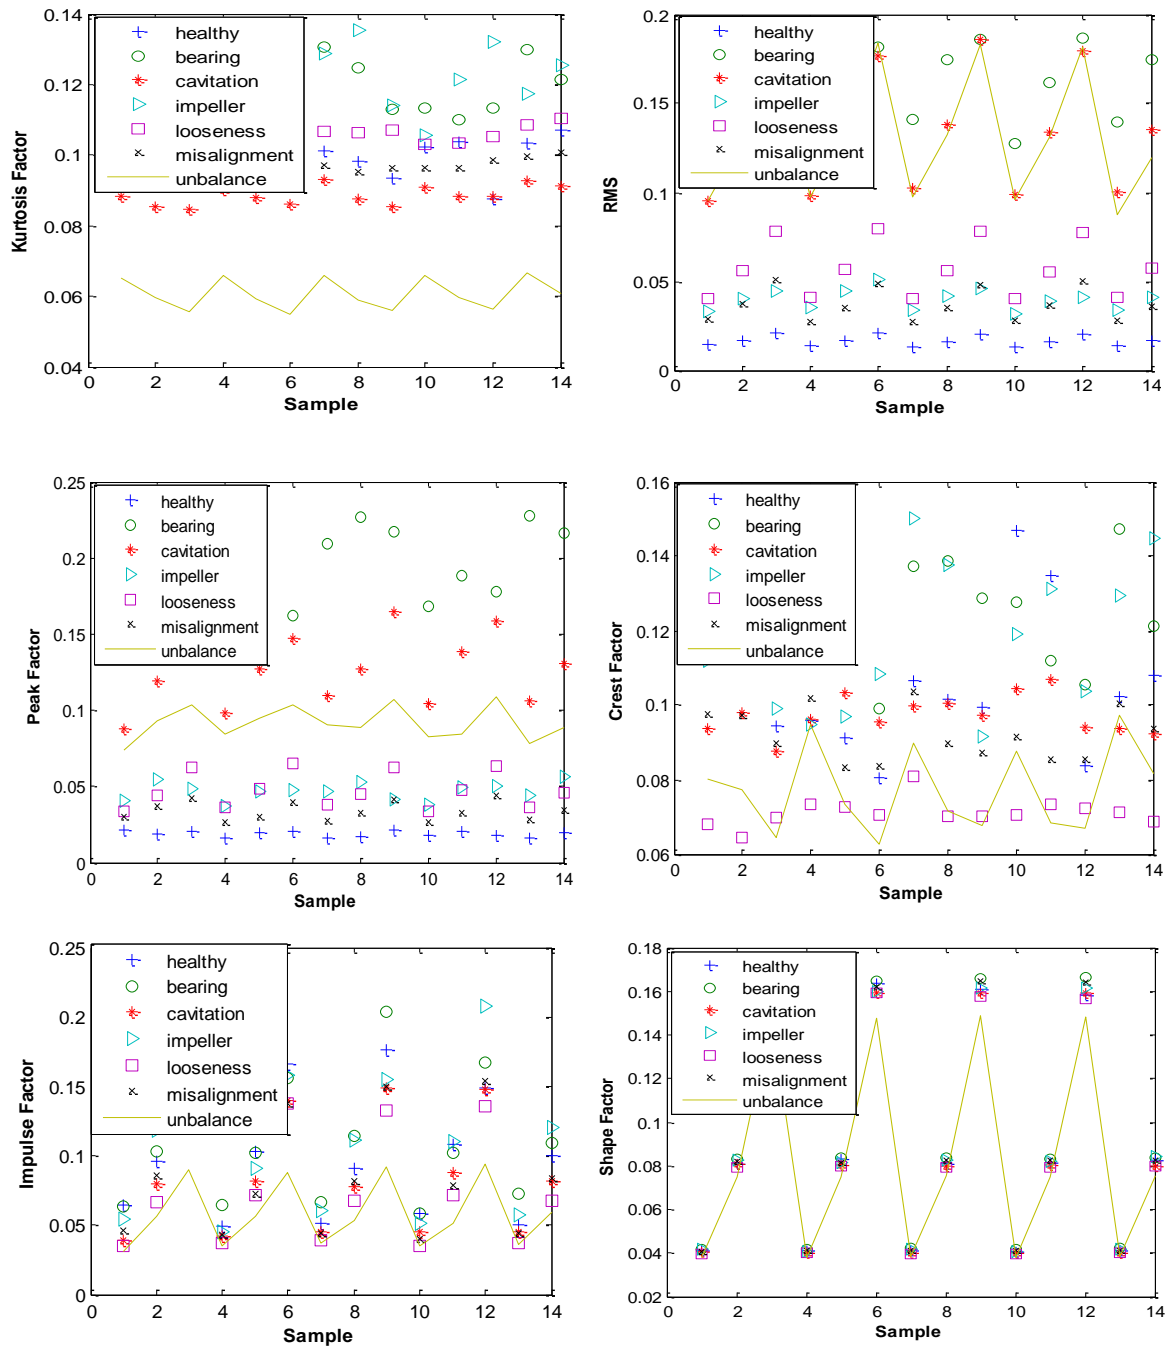 0.14
0.12
0.1
0.08
0.06
0.04
Kurtosis Factor
healthy
bearing
cavitation
impeller
looseness
misalignment
unbalance
0 2 4 6 8 10 12 14
Sample
0.2
0.15
0.1
0.05
0
RMS
healthy
bearing
cavitation
impeller
looseness
misalignment
unbalance
0 2 4 6 8 10 12 14
Sample
0.25
0.2
0.15
0.1
0.05
0
Peak Factor
healthy
bearing
cavitation
impeller
looseness
misalignment
unbalance
0 2 4 6 8 10 12 14
Sample
0.16
0.14
0.12
0.1
0.08
0.06
Crest Factor
healthy
bearing
cavitation
impeller
looseness
misalignment
unbalance
0 2 4 6 8 10 12 14
Sample
0.25
0.2
0.15
0.1
0.05
0
Impulse Factor
healthy
bearing
cavitation
impeller
looseness
misalignment
unbalance
0 2 4 6 8 10 12 14
Sample
0.18
0.16
0.14
0.12
0.1
0.08
0.06
0.04
0.02
Shape Factor
healthy
bearing
cavitation
impeller
looseness
misalignment
unbalance
0 2 4 6 8 10 12 14
Sample